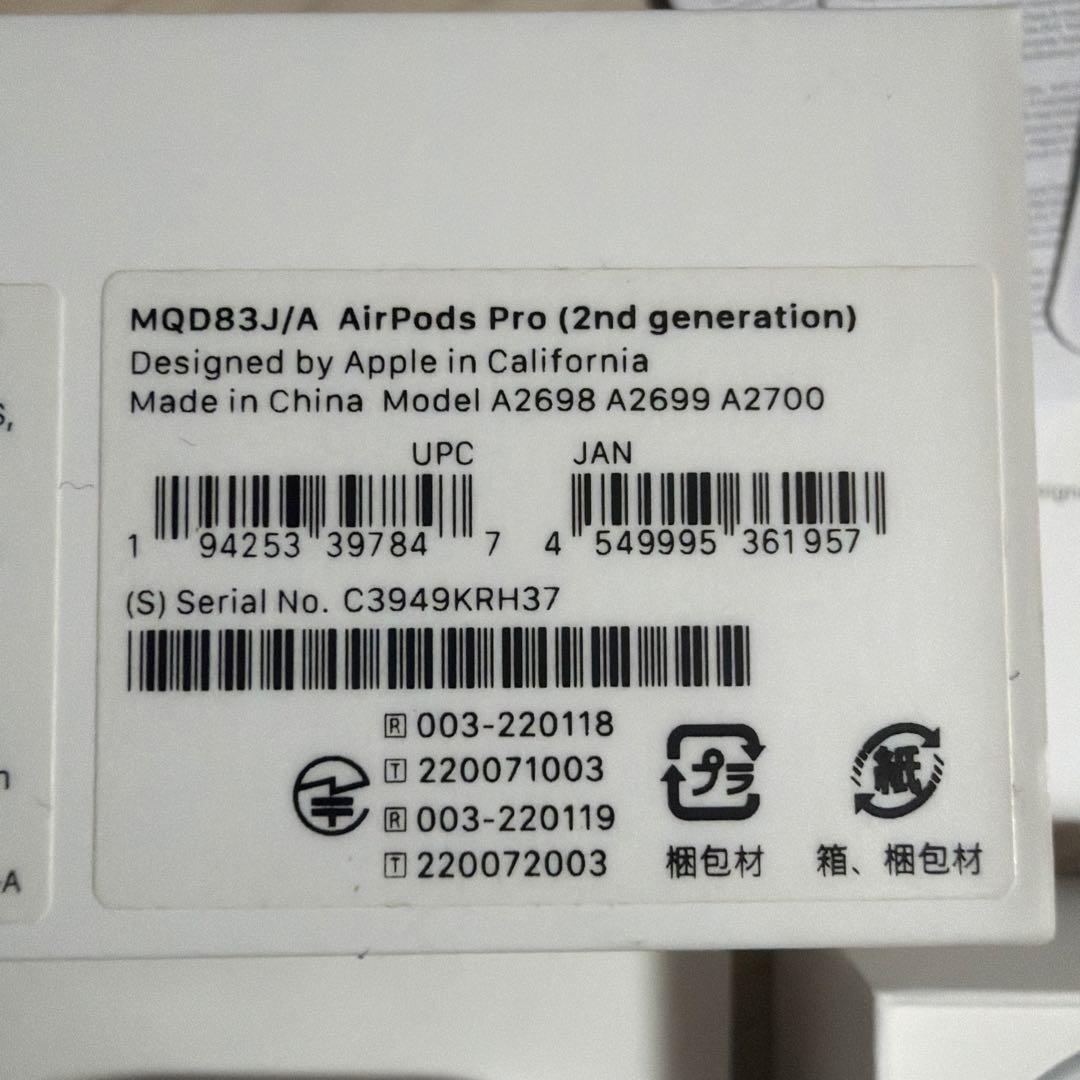 MQD83J/A AirPods Pro (2nd generation)
Designed by Apple in California
Made in China Model A2698 A2699 A2700
UPC JAN
1 94253 39784 7 4 549995 361957
(S) Serial No. C3949KRH37
R 003-220118
T 220071003
R 003-220119
T 220072003
プラ
紙
梱包材
箱、梱包材
S,
n
-A